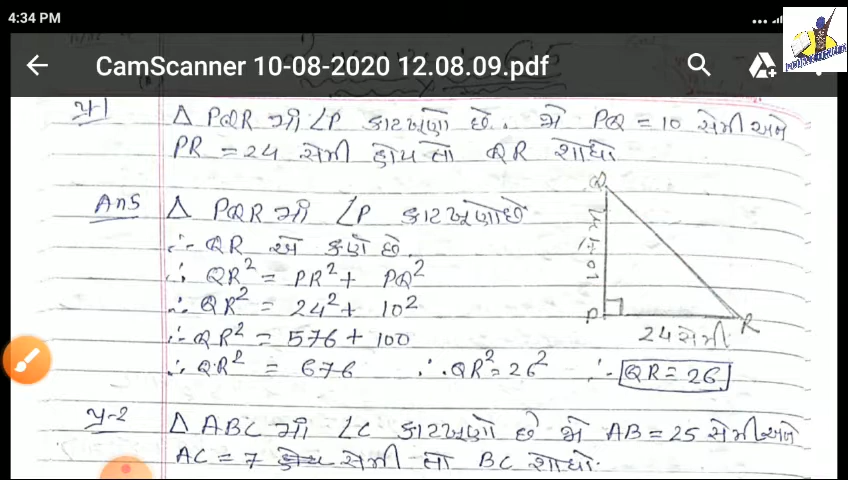 4:34 PM
CamScanner 10-08-2020 12.08.09.pdf
પ્ર-1 Δ PQR માં ∠P કાટખૂણો છે. જો PQ = 10 સેમી અને
PR = 24 સેમી હોય તો QR શોધો.
Ans Δ PQR માં ∠P કાટખૂણો છે
∴ QR એ કર્ણ છે.
∴ QR² = PR² + PQ²
∴ QR² = 24² + 10²
∴ QR² = 576 + 100
∴ QR² = 676 ∴ QR² = 26² ∴ QR = 26
Q
10 સેમી
P
R
24 સેમી
પ્ર-2 Δ ABC માં ∠C કાટખૂણો છે જો AB = 25 સેમી અને
AC = 7 સેમી તો BC શોધો.